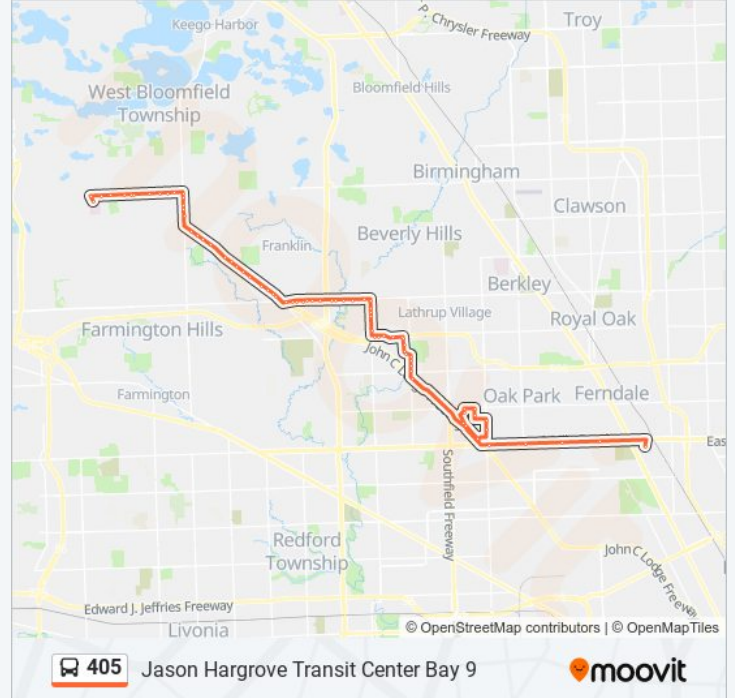 Troy
P. Chrysler Freeway
Keego Harbor
Bloomfield Hills
West Bloomfield
Township
Birmingham
Clawson
Beverly Hills
Franklin
Berkley
Lathrup Village
Royal Oak
Farmington Hills
John C
Oak Park
Ferndale
Farmington
Eas
Southfield Freeway
Redford
Township
John C Lodge Freeway
Edward J. Jeffries Freeway
© OpenStreetMap contributors | © OpenMapTiles
Livonia
405
Jason Hargrove Transit Center Bay 9
moovit